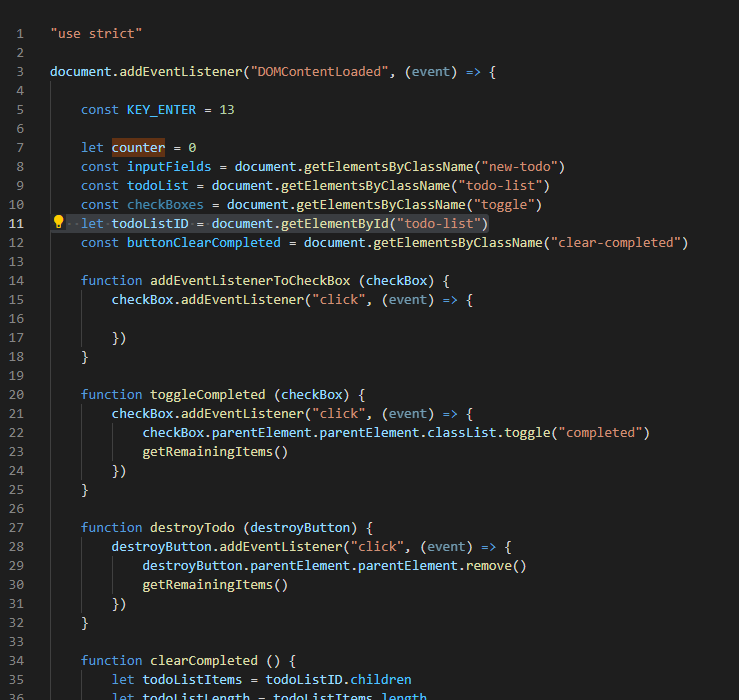 1 "use strict"
2
3 document.addEventListener("DOMContentLoaded", (event) => {
4
5 const KEY_ENTER = 13
6
7 let counter = 0
8 const inputFields = document.getElementsByClassName("new-todo")
9 const todoList = document.getElementsByClassName("todo-list")
10 const checkBoxes = document.getElementsByClassName("toggle")
11 let todoListID = document.getElementById("todo-list")
12 const buttonClearCompleted = document.getElementsByClassName("clear-completed")
13
14 function addEventListenerToCheckBox (checkBox) {
15 checkBox.addEventListener("click", (event) => {
16
17 })
18 }
19
20 function toggleCompleted (checkBox) {
21 checkBox.addEventListener("click", (event) => {
22 checkBox.parentElement.parentElement.classList.toggle("completed")
23 getRemainingItems()
24 })
25 }
26
27 function destroyTodo (destroyButton) {
28 destroyButton.addEventListener("click", (event) => {
29 destroyButton.parentElement.parentElement.remove()
30 getRemainingItems()
31 })
32 }
33
34 function clearCompleted () {
35 let todoListItems = todoListID.children
36 let todoListLength = todoListItems.length